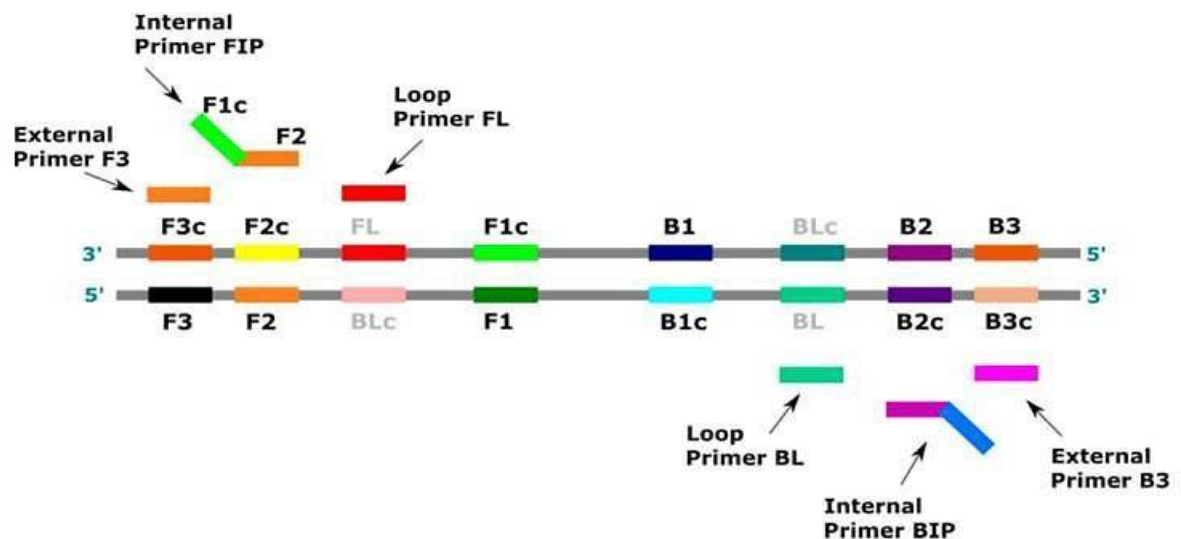 Internal
Primer FIP
F1c
F2
Loop
Primer FL
External
Primer F3
F3c F2c FL F1c B1 BLc B2 B3
3' 5'
5' 3'
F3 F2 BLc F1 B1c BL B2c B3c
Loop
Primer BL
Internal
Primer BIP
External
Primer B3